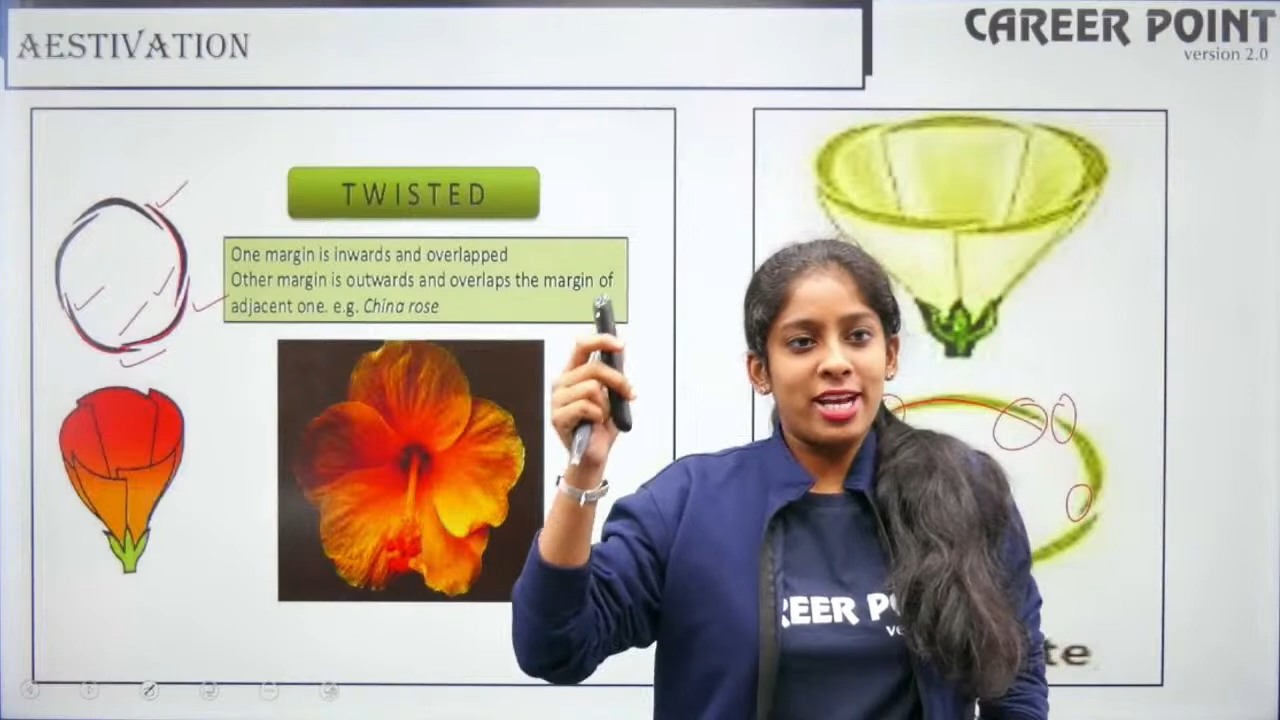 AESTIVATION
CAREER POINT
version 2.0
TWISTED
One margin is inwards and overlapped
Other margin is outwards and overlaps the margin of
adjacent one. e.g. China rose
REER P
ve
te